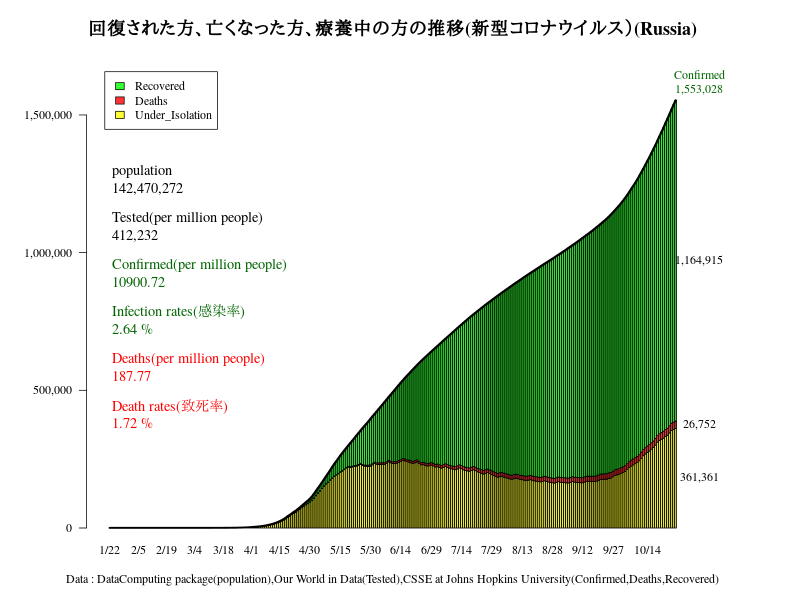 回復された方、亡くなった方、療養中の方の推移(新型コロナウイルス）(Russia)
Confirmed
1,553,028
Recovered
Deaths
Under_Isolation
1,500,000
population
142,470,272
Tested(per million people)
412,232
1,000,000
1,164,915
Confirmed(per million people)
10900.72
Infection rates(感染率)
2.64 %
Deaths(per million people)
187.77
500,000
Death rates(致死率)
1.72 %
26,752
361,361
0
1/22 2/5 2/19 3/4 3/18 4/1 4/15 4/30 5/15 5/30 6/14 6/29 7/14 7/29 8/13 8/28 9/12 9/27 10/14
Data : DataComputing package(population),Our World in Data(Tested),CSSE at Johns Hopkins University(Confirmed,Deaths,Recovered)